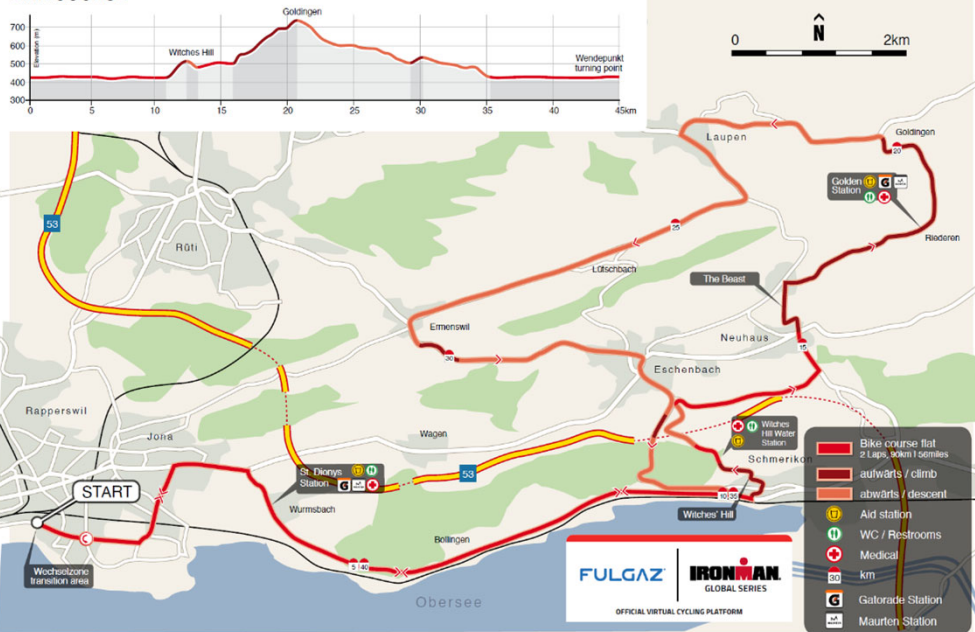 Goldingen
Witches Hill
Wendepunkt
turning point
Elevation (m)
700
600
500
400
300
0
5
10
15
20
25
30
35
40
45km
N
0
2km
Laupen
Goldingen
20
Golden
Station
G
Riederen
53
Rüti
25
Lütschbach
The Beast
Ermenswil
30
Neuhaus
15
Eschenbach
Rapperswil
Jona
Wagen
Witches
Hill Water
Station
Schmerikon
53
St. Dionys
Station
G
START
Wurmsbach
10
35
Witches' Hill
Bollingen
5
40
Wechselzone
transition area
Obersee
FULGAZ
IRONMAN
GLOBAL SERIES
OFFICIAL VIRTUAL CYCLING PLATFORM
Bike course flat
2 Laps, 90km | 56miles
aufwärts / climb
abwärts / descent
Aid station
WC / Restrooms
Medical
30
km
G
Gatorade Station
Maurten Station